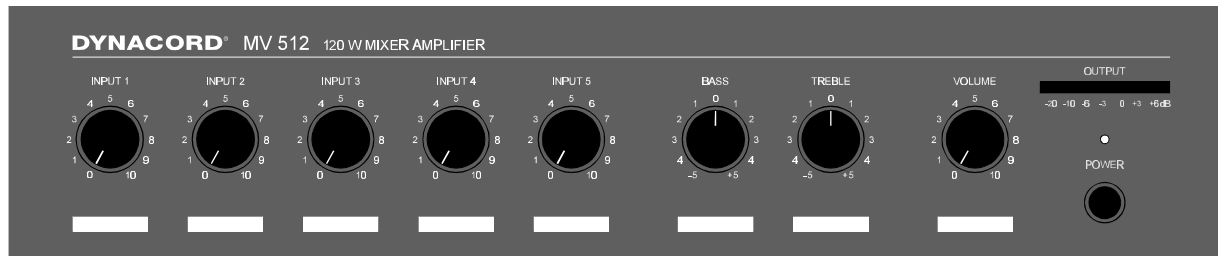 DYNACORD® MV 512 120 W MIXER AMPLIFIER
INPUT 1 INPUT 2 INPUT 3 INPUT 4 INPUT 5 BASS TREBLE VOLUME OUTPUT
0 1 2 3 4 5 6 7 8 9 10
0 1 2 3 4 5 6 7 8 9 10
0 1 2 3 4 5 6 7 8 9 10
0 1 2 3 4 5 6 7 8 9 10
0 1 2 3 4 5 6 7 8 9 10
-5 4 3 2 1 0 1 2 3 4 +5
-5 4 3 2 1 0 1 2 3 4 +5
0 1 2 3 4 5 6 7 8 9 10
-20 -10 -6 -3 0 +3 +6dB
POWER